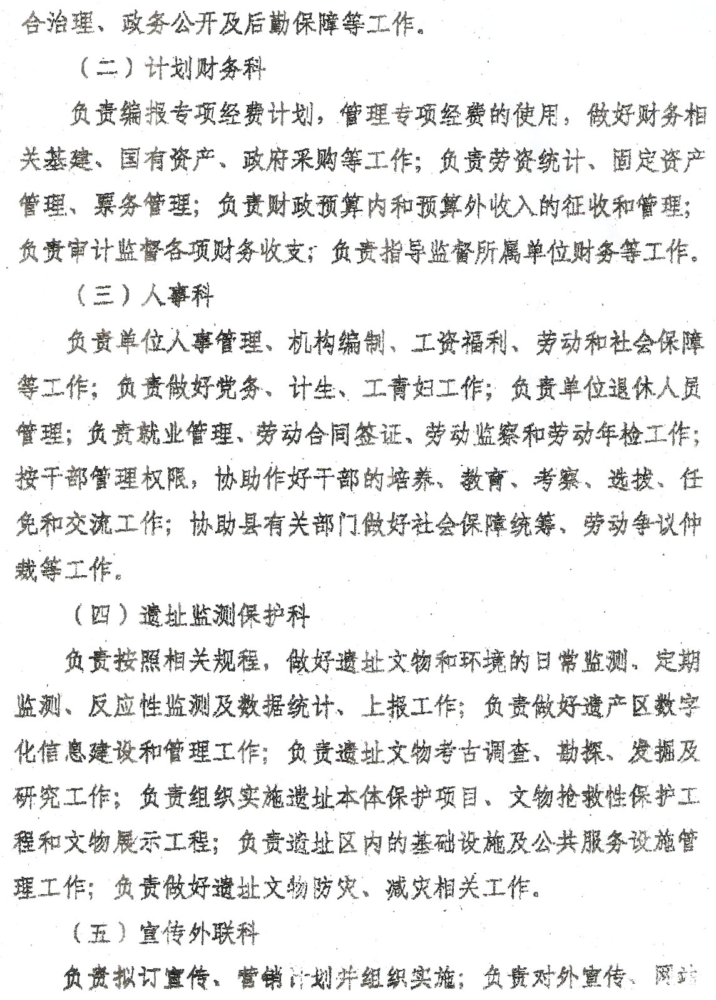 合治理、政务公开及后勤保障等工作。
（二）计划财务科
负责编报专项经费计划，管理专项经费的使用，做好财务相
关基建、国有资产、政府采购等工作；负责劳资统计、固定资产
管理、票务管理；负责财政预算内和预算外收入的征收和管理；
负责审计监督各项财务收支；负责指导监督所属单位财务等工作。
（三）人事科
负责单位人事管理、机构编制、工资福利、劳动和社会保障
等工作；负责做好党务、计生、工青妇工作；负责单位退休人员
管理；负责就业管理、劳动合同签证、劳动监察和劳动年检工作；
按干部管理权限，协助作好干部的培养、教育、考察、选拔、任
免和交流工作；协助县有关部门做好社会保障统筹、劳动争议仲
裁等工作。
（四）遗址监测保护科
负责按照相关规程，做好遗址文物和环境的日常监测、定期
监测、反应性监测及数据统计、上报工作；负责做好遗产区数字
化信息建设和管理工作；负责遗址文物考古调查、勘探、发掘及
研究工作；负责组织实施遗址本体保护项目、文物抢救性保护工
程和文物展示工程；负责遗址区内的基础设施及公共服务设施管
理工作；负责做好遗址文物防灾、减灾相关工作。
（五）宣传外联科
负责拟订宣传、营销计划并组织实施；负责对外宣传、网站